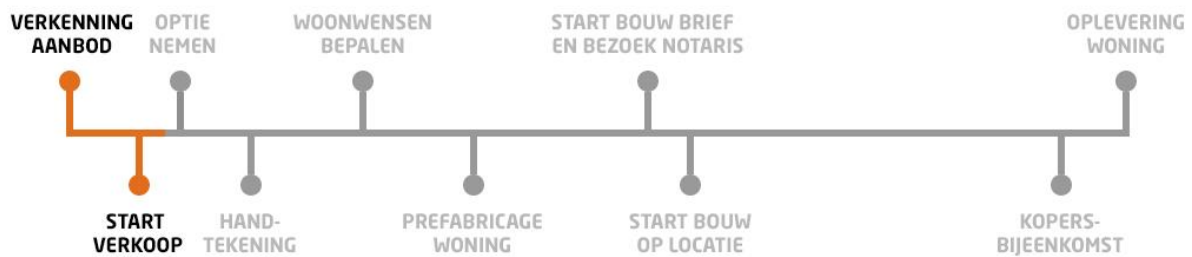 VERKENNING
AANBOD
OPTIE
NEMEN
WOONWENSEN
BEPALEN
START BOUW BRIEF
EN BEZOEK NOTARIS
OPLEVERING
WONING
START
VERKOOP
HAND-
TEKENING
PREFABRICAGE
WONING
START BOUW
OP LOCATIE
KOPERS-
BIJEENKOMST